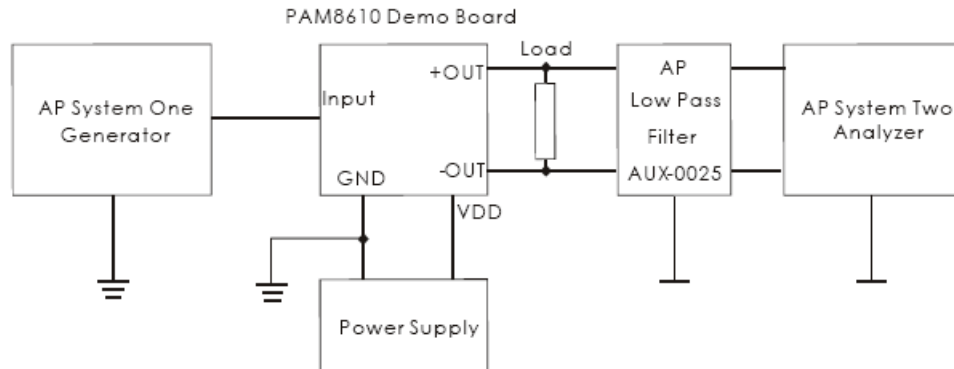 PAM8610 Demo Board
AP System One
Generator
Input
+OUT
-OUT
GND
VDD
Load
AP
Low Pass
Filter
AUX-0025
AP System Two
Analyzer
Power Supply